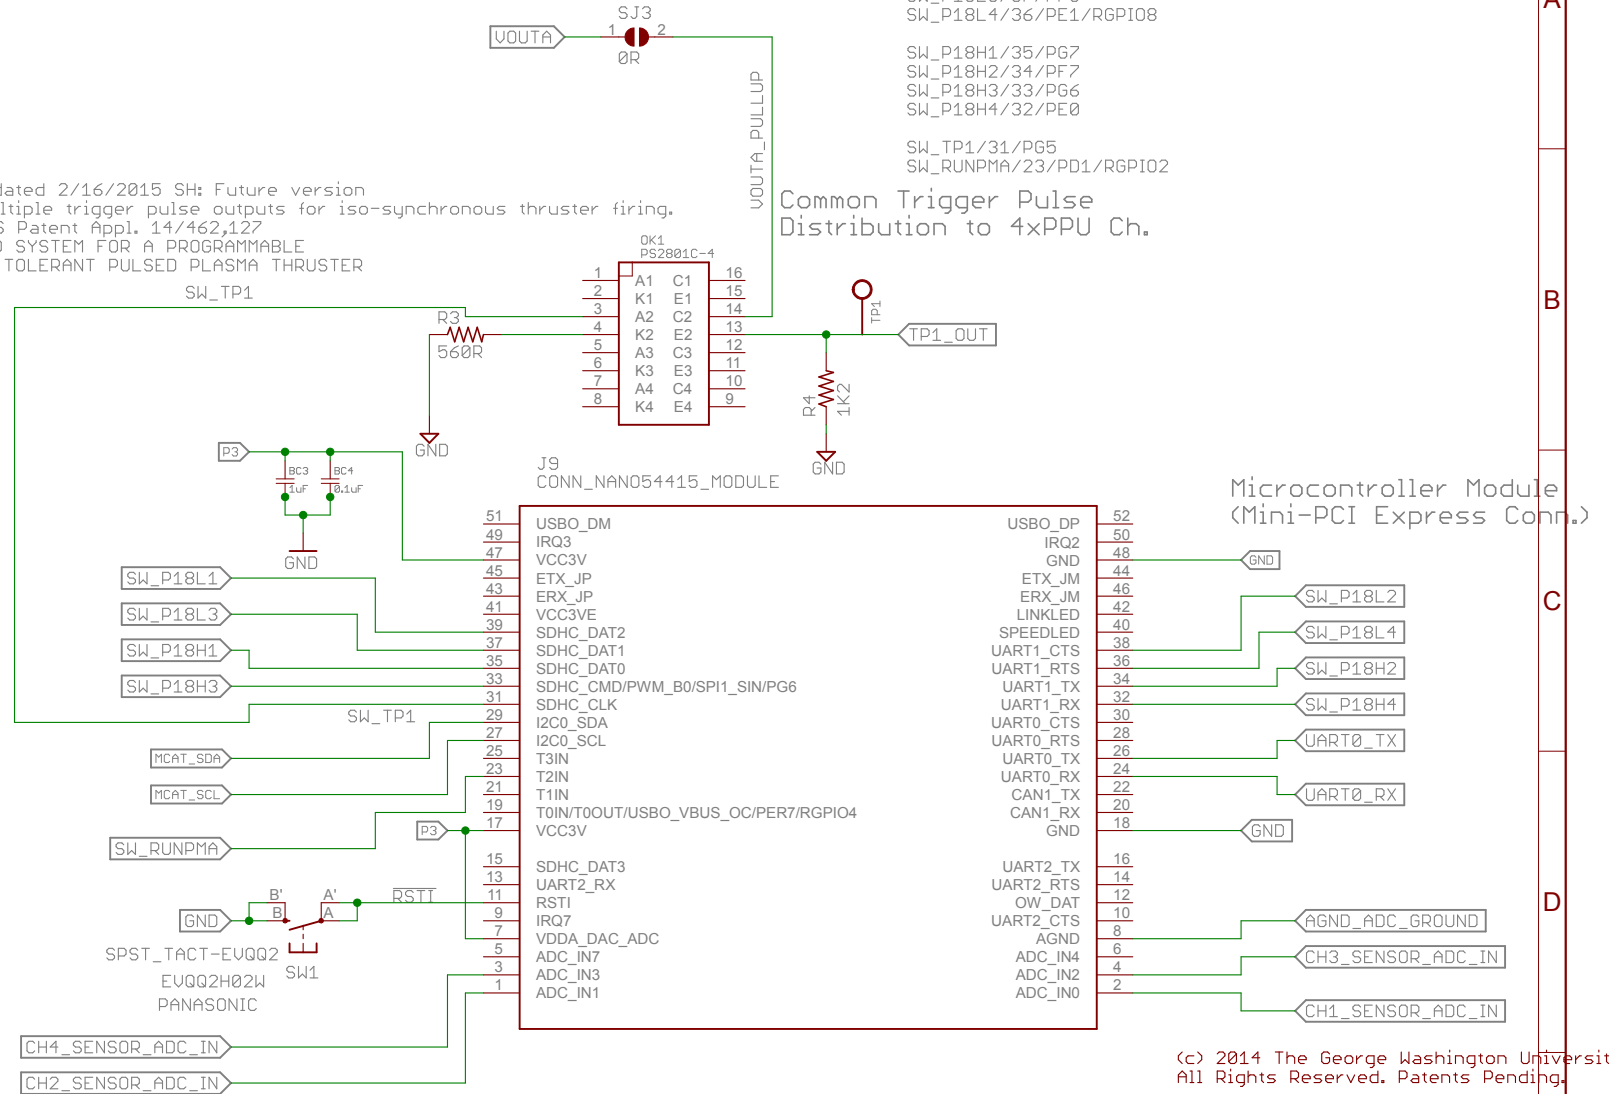 SW_P18L4/36/PE1/RGPIO8
SW_P18H1/35/PG7
SW_P18H2/34/PF7
SW_P18H3/33/PG6
SW_P18H4/32/PE0
SW_TP1/31/PG5
SW_RUNPMA/23/PD1/RGPIO2
A
SJ3
VOUTA
1
2
0R
VOUTA_PULLUP
dated 2/16/2015 SH: Future version
ltiple trigger pulse outputs for iso-synchronous thruster firing.
S Patent Appl. 14/462,127
D SYSTEM FOR A PROGRAMMABLE
TOLERANT PULSED PLASMA THRUSTER
Common Trigger Pulse
Distribution to 4xPPU Ch.
SW_TP1
OK1
PS2801C-4
1 A1 C1 16
2 K1 E1 15
3 A2 C2 14
4 K2 E2 13
5 A3 C3 12
6 K3 E3 11
7 A4 C4 10
8 K4 E4 9
R3
560R
GND
TP1
TP1_OUT
R4
1K2
GND
B
P3
BC3
1uF
BC4
0.1uF
GND
J9
CONN_NANO54415_MODULE
Microcontroller Module
(Mini-PCI Express Conn.)
51 USBO_DM USBO_DP 52
49 IRQ3 IRQ2 50
47 VCC3V GND 48
45 ETX_JP ETX_JM 44
43 ERX_JP ERX_JM 46
41 VCC3VE LINKLED 42
39 SDHC_DAT2 SPEEDLED 40
37 SDHC_DAT1 UART1_CTS 38
35 SDHC_DAT0 UART1_RTS 36
33 SDHC_CMD/PWM_B0/SPI1_SIN/PG6 UART1_TX 34
31 SDHC_CLK UART1_RX 32
29 I2C0_SDA UART0_CTS 30
27 I2C0_SCL UART0_RTS 28
25 T3IN UART0_TX 26
23 T2IN UART0_RX 24
21 T1IN CAN1_TX 22
19 T0IN/T0OUT/USBO_VBUS_OC/PER7/RGPIO4 CAN1_RX 20
17 VCC3V GND 18
15 SDHC_DAT3 UART2_TX 16
13 UART2_RX UART2_RTS 14
11 RSTI OW_DAT 12
9 IRQ7 UART2_CTS 10
7 VDDA_DAC_ADC AGND 8
5 ADC_IN7 ADC_IN4 6
3 ADC_IN3 ADC_IN2 4
1 ADC_IN1 ADC_IN0 2
SW_P18L1
SW_P18L3
SW_P18H1
SW_P18H3
SW_TP1
MCAT_SDA
MCAT_SCL
P3
SW_RUNPMA
RSTI
GND
B'
B
A'
A
SPST_TACT-EVQQ2
SW1
EVQQ2H02W
PANASONIC
CH4_SENSOR_ADC_IN
CH2_SENSOR_ADC_IN
GND
SW_P18L2
SW_P18L4
SW_P18H2
SW_P18H4
UART0_TX
UART0_RX
GND
AGND_ADC_GROUND
CH3_SENSOR_ADC_IN
CH1_SENSOR_ADC_IN
C
D
(c) 2014 The George Washington Universit
All Rights Reserved. Patents Pending.